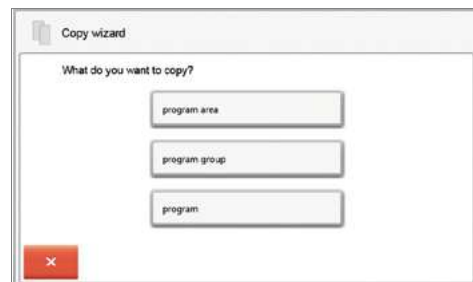 Copy wizard
What do you want to copy?
program area
program group
program